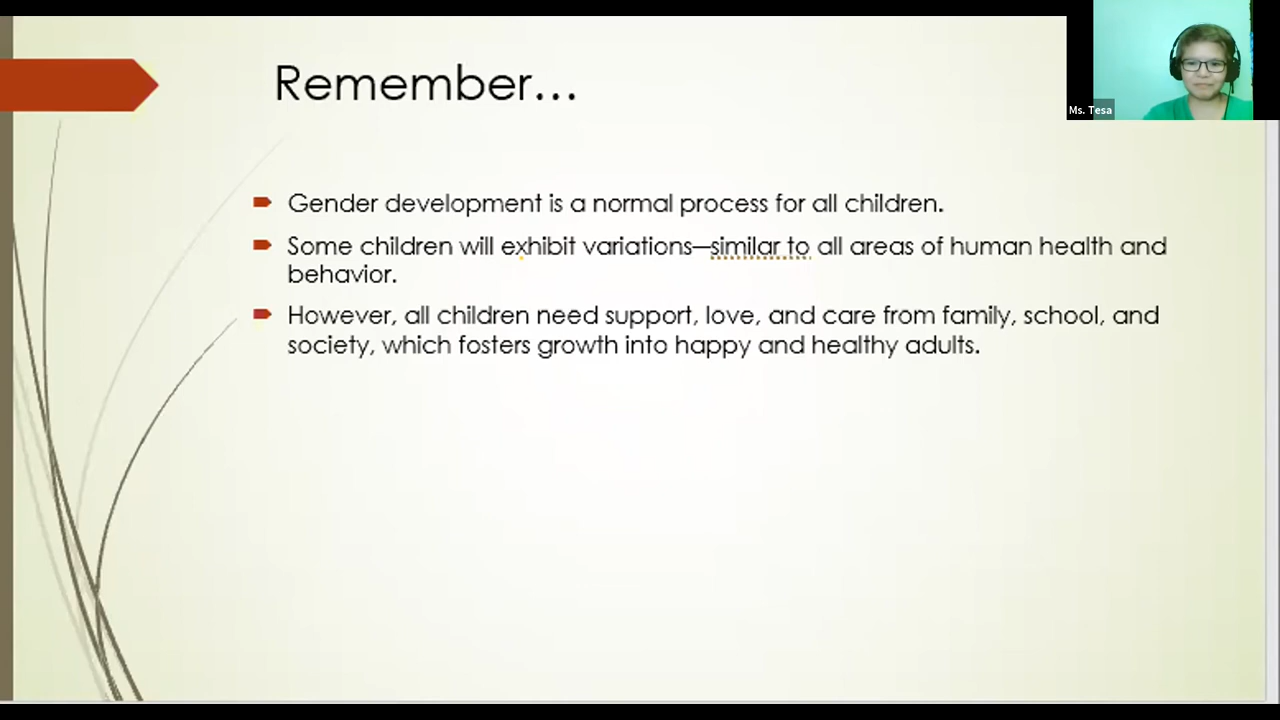 Remember…
Ms. Tesa
Gender development is a normal process for all children.
Some children will exhibit variations—similar to all areas of human health and
behavior.
However, all children need support, love, and care from family, school, and
society, which fosters growth into happy and healthy adults.